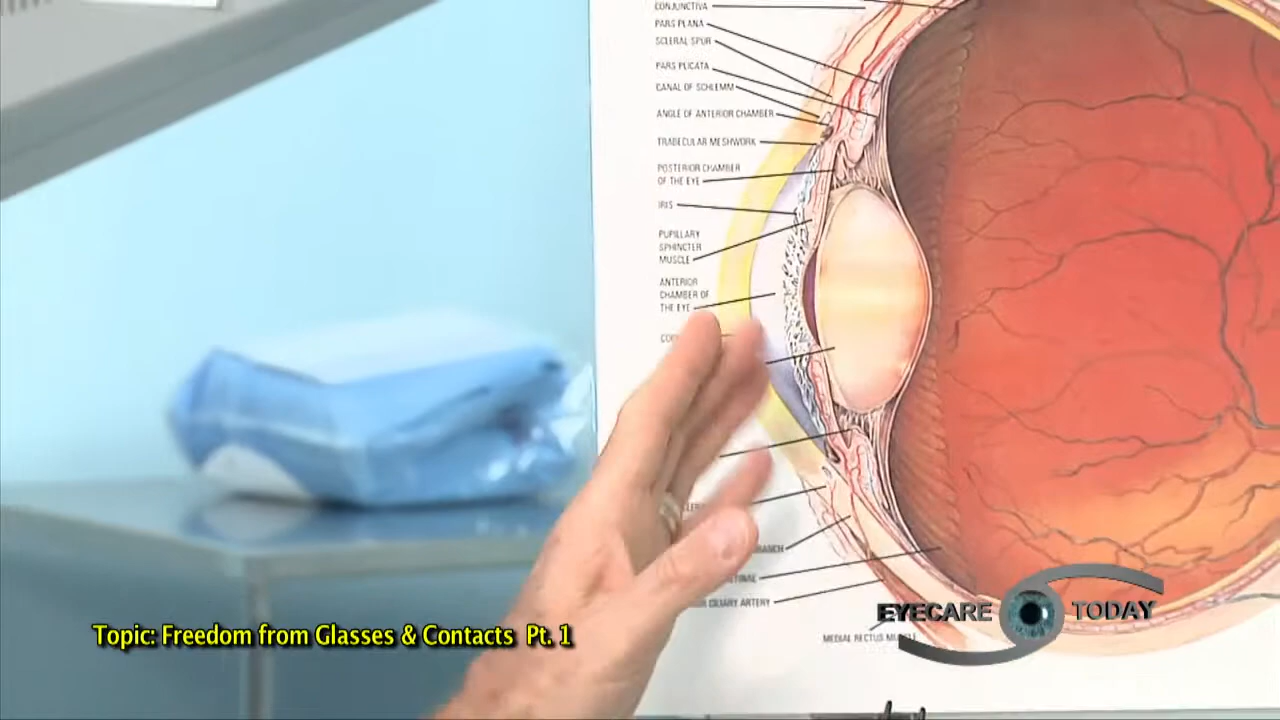 CONJUNCTIVA
PARS PLANA
SCLERAL SPUR
PARS PLICATA
CANAL OF SCHLEMM
ANGLE OF ANTERIOR CHAMBER
TRABECULAR MESHWORK
POSTERIOR CHAMBER
OF THE EYE
IRIS
PUPILLARY
SPHINCTER
MUSCLE
ANTERIOR
CHAMBER OF
THE EYE
CILIARY ARTERY
MEDIAL RECTUS
EYECARE TODAY
Topic: Freedom from Glasses & Contacts Pt. 1